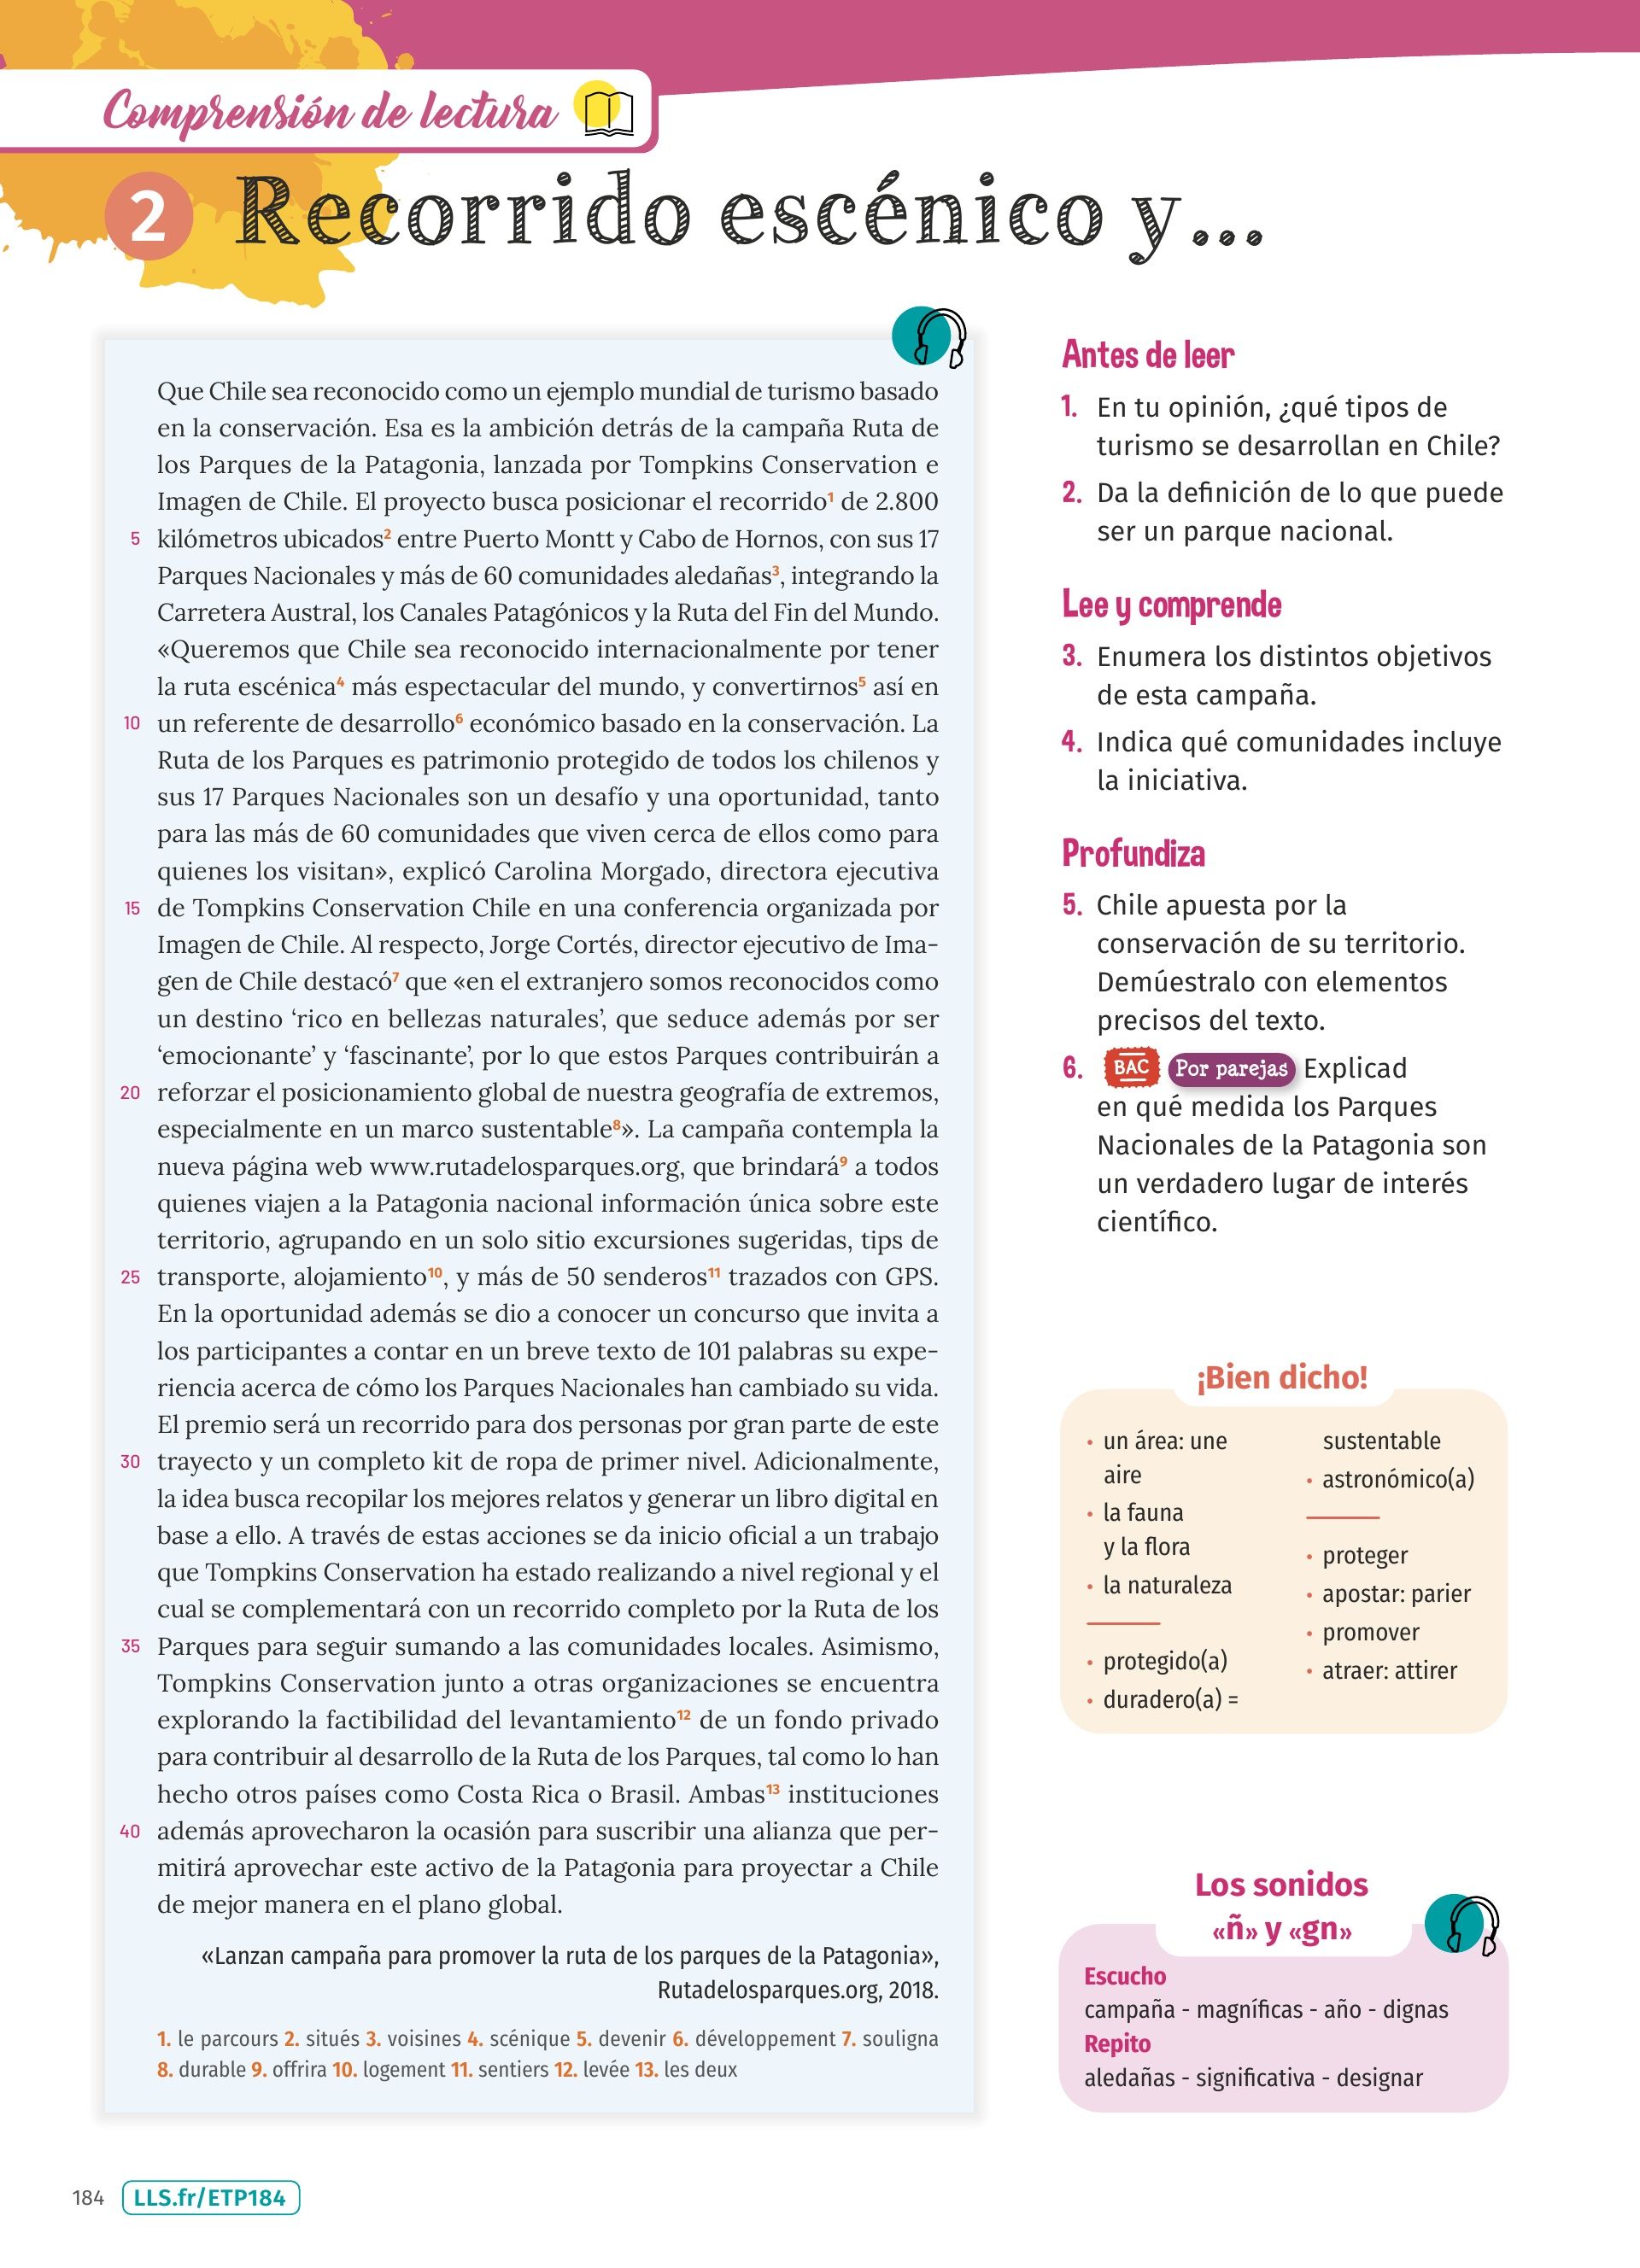 Comprensión de lectura
2 Recorrido escénico y...
Que Chile sea reconocido como un ejemplo mundial de turismo basado
en la conservación. Esa es la ambición detrás de la campaña Ruta de
los Parques de la Patagonia, lanzada por Tompkins Conservation e
Imagen de Chile. El proyecto busca posicionar el recorrido1 de 2.800
5 kilómetros ubicados2 entre Puerto Montt y Cabo de Hornos, con sus 17
Parques Nacionales y más de 60 comunidades aledañas3, integrando la
Carretera Austral, los Canales Patagónicos y la Ruta del Fin del Mundo.
«Queremos que Chile sea reconocido internacionalmente por tener
la ruta escénica4 más espectacular del mundo, y convertirnos5 así en
10 un referente de desarrollo6 económico basado en la conservación. La
Ruta de los Parques es patrimonio protegido de todos los chilenos y
sus 17 Parques Nacionales son un desafío y una oportunidad, tanto
para las más de 60 comunidades que viven cerca de ellos como para
quienes los visitan», explicó Carolina Morgado, directora ejecutiva
15 de Tompkins Conservation Chile en una conferencia organizada por
Imagen de Chile. Al respecto, Jorge Cortés, director ejecutivo de Ima-
gen de Chile destacó7 que «en el extranjero somos reconocidos como
un destino ‘rico en bellezas naturales’, que seduce además por ser
‘emocionante’ y ‘fascinante’, por lo que estos Parques contribuirán a
20 reforzar el posicionamiento global de nuestra geografía de extremos,
especialmente en un marco sustentable8». La campaña contempla la
nueva página web www.rutadelosparques.org, que brindará9 a todos
quienes viajen a la Patagonia nacional información única sobre este
territorio, agrupando en un solo sitio excursiones sugeridas, tips de
25 transporte, alojamiento10, y más de 50 senderos11 trazados con GPS.
En la oportunidad además se dio a conocer un concurso que invita a
los participantes a contar en un breve texto de 101 palabras su expe-
riencia acerca de cómo los Parques Nacionales han cambiado su vida.
El premio será un recorrido para dos personas por gran parte de este
30 trayecto y un completo kit de ropa de primer nivel. Adicionalmente,
la idea busca recopilar los mejores relatos y generar un libro digital en
base a ello. A través de estas acciones se da inicio oficial a un trabajo
que Tompkins Conservation ha estado realizando a nivel regional y el
cual se complementará con un recorrido completo por la Ruta de los
35 Parques para seguir sumando a las comunidades locales. Asimismo,
Tompkins Conservation junto a otras organizaciones se encuentra
explorando la factibilidad del levantamiento12 de un fondo privado
para contribuir al desarrollo de la Ruta de los Parques, tal como lo han
hecho otros países como Costa Rica o Brasil. Ambas13 instituciones
40 además aprovecharon la ocasión para suscribir una alianza que per-
mitirá aprovechar este activo de la Patagonia para proyectar a Chile
de mejor manera en el plano global.
«Lanzan campaña para promover la ruta de los parques de la Patagonia»,
Rutadelosparques.org, 2018.
1. le parcours 2. situés 3. voisines 4. scénique 5. devenir 6. développement 7. souligna
8. durable 9. offrira 10. logement 11. sentiers 12. levée 13. les deux
Antes de leer
1. En tu opinión, ¿qué tipos de
turismo se desarrollan en Chile?
2. Da la definición de lo que puede
ser un parque nacional.
Lee y comprende
3. Enumera los distintos objetivos
de esta campaña.
4. Indica qué comunidades incluye
la iniciativa.
Profundiza
5. Chile apuesta por la
conservación de su territorio.
Demúestralo con elementos
precisos del texto.
6. BAC Por parejas Explicad
en qué medida los Parques
Nacionales de la Patagonia son
un verdadero lugar de interés
científico.
¡Bien dicho!
• un área: une
aire
• la fauna
y la flora
• la naturaleza
• protegido(a)
• duradero(a) =
sustentable
• astronómico(a)
• proteger
• apostar: parier
• promover
• atraer: attirer
Los sonidos
«ñ» y «gn»
Escucho
campaña - magníficas - año - dignas
Repito
aledañas - significativa - designar
184 LLS.fr/ETP184